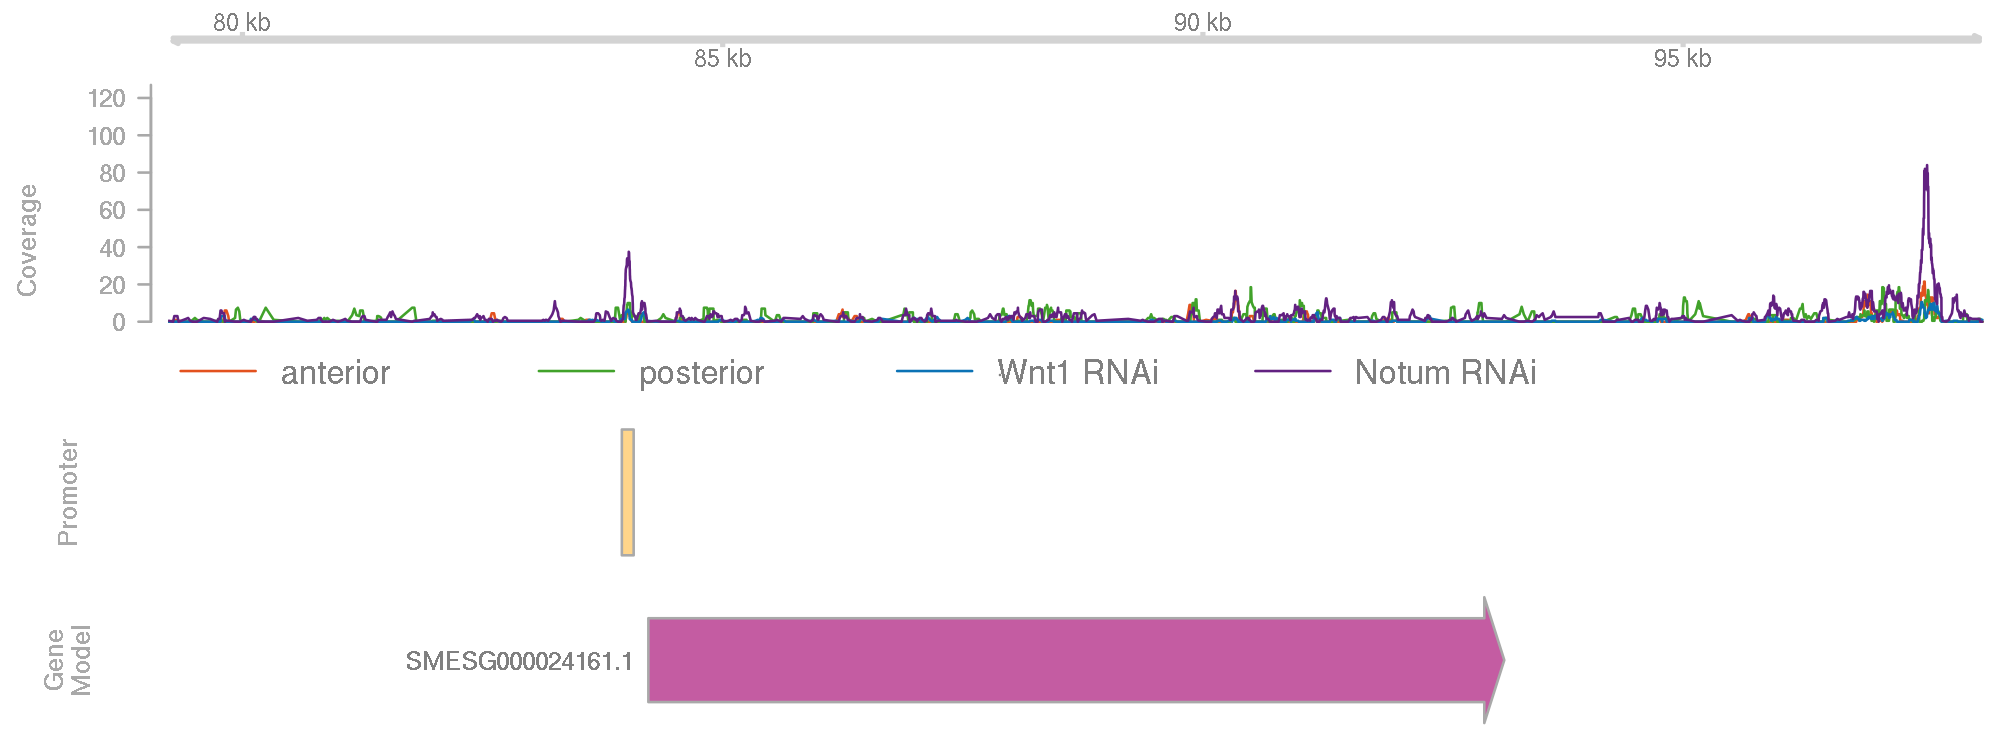 80 kb
90 kb
85 kb
95 kb
Coverage
120
100
80
60
40
20
0
anterior posterior Wnt1 RNAi Notum RNAi
Promoter
Gene
Model
SMESG000024161.1